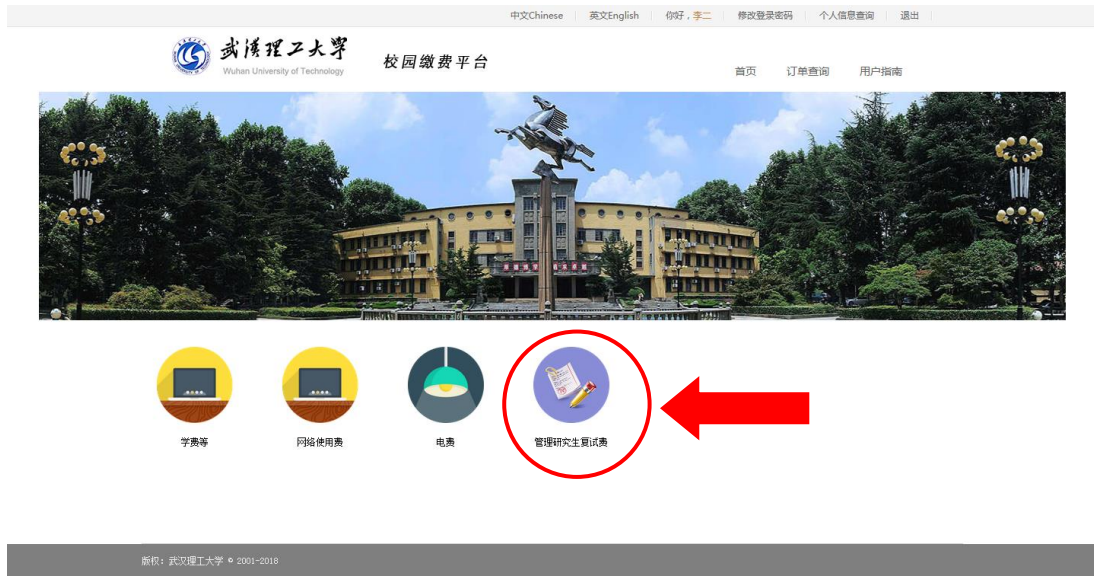 中文Chinese 英文English 你好，李二 修改登录密码 个人信息查询 退出
武汉理工大学
Wuhan University of Technology
校园缴费平台
首页 订单查询 用户指南
学费等 网络使用费 电费 管理研究生复试费
版权：武汉理工大学 © 2001-2018